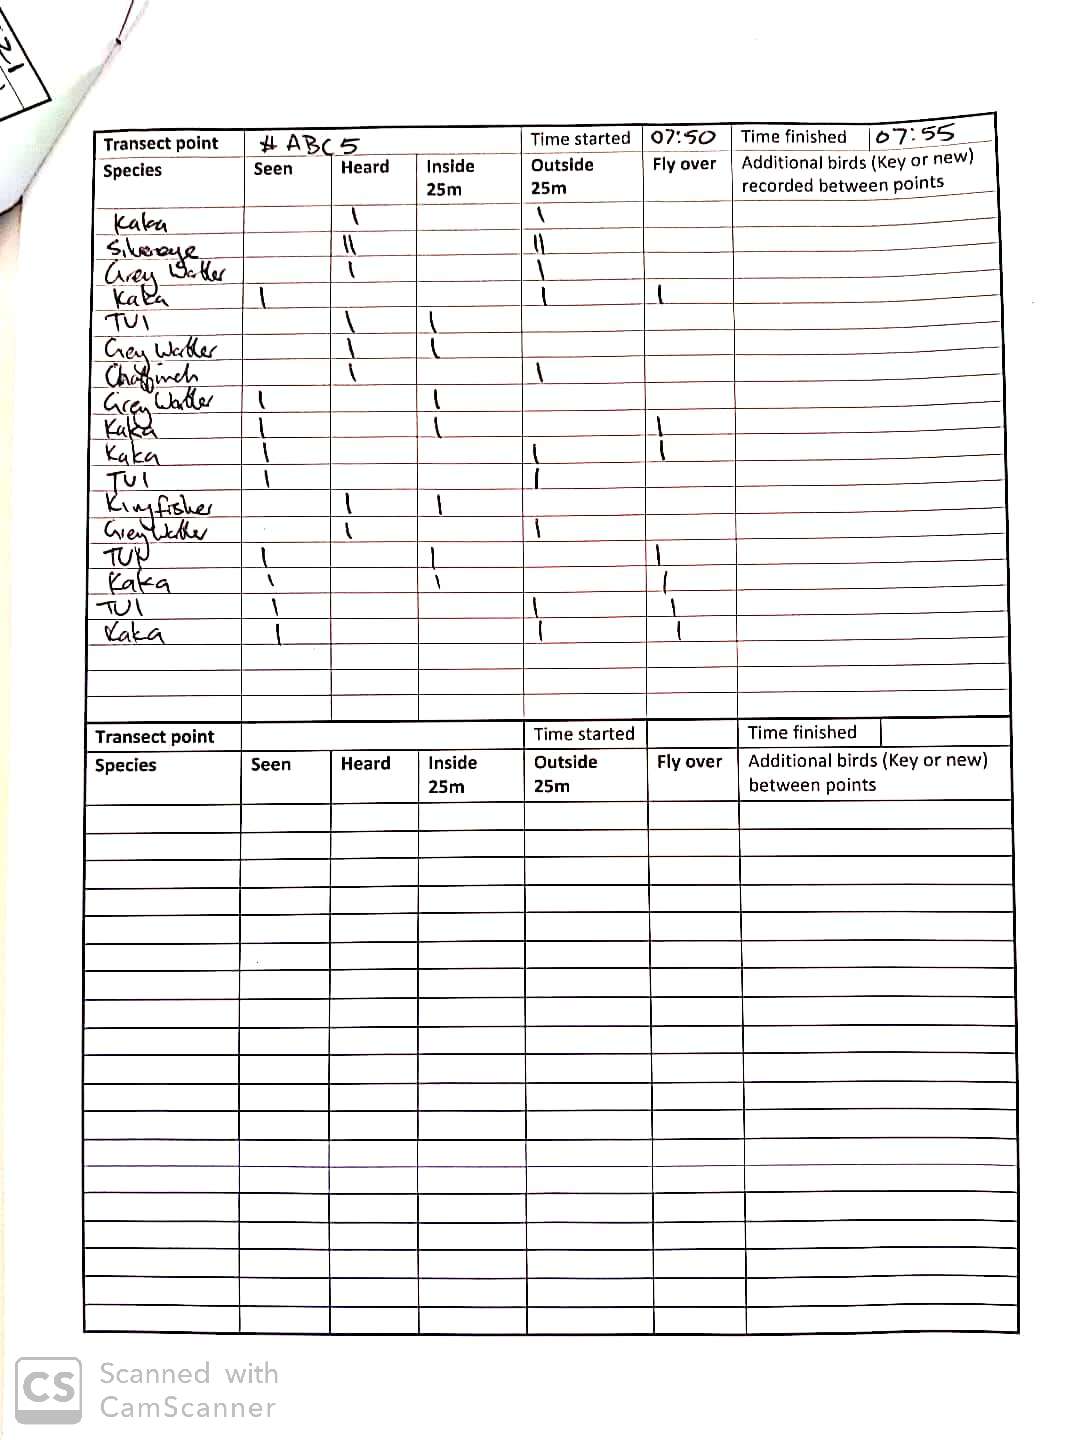 Transect point # ABC5 Time started 07:50 Time finished 07:55
Species Seen Heard Inside 25m Outside 25m Fly over Additional birds (Key or new) recorded between points
Kaka | |
Silvereye || ||
Grey Warbler | |
Kaka | | |
TUI | |
Grey Warbler | |
Chaffinch | |
Grey Warbler | |
Kaka | | |
Kaka | | |
TUI | |
Kingfisher | |
Grey Warbler | |
TUI | | |
Kaka | | |
TUI | | |
Kaka | | |
Transect point Time started Time finished
Species Seen Heard Inside 25m Outside 25m Fly over Additional birds (Key or new) between points
CS Scanned with
CamScanner